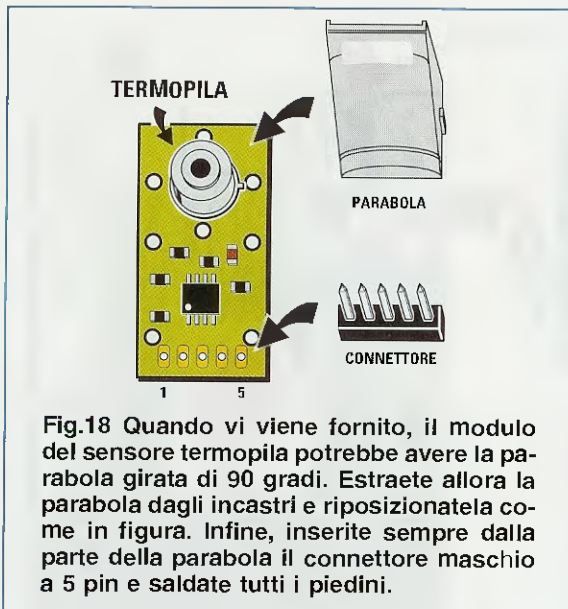 TERMOPILA
PARABOLA
CONNETTORE
1 5
Fig.18 Quando vi viene fornito, il modulo
del sensore termopila potrebbe avere la pa-
rabola girata di 90 gradi. Estraete allora la
parabola dagli incastri e riposizionatela co-
me in figura. Infine, inserite sempre dalla
parte della parabola il connettore maschio
a 5 pin e saldate tutti i piedini.